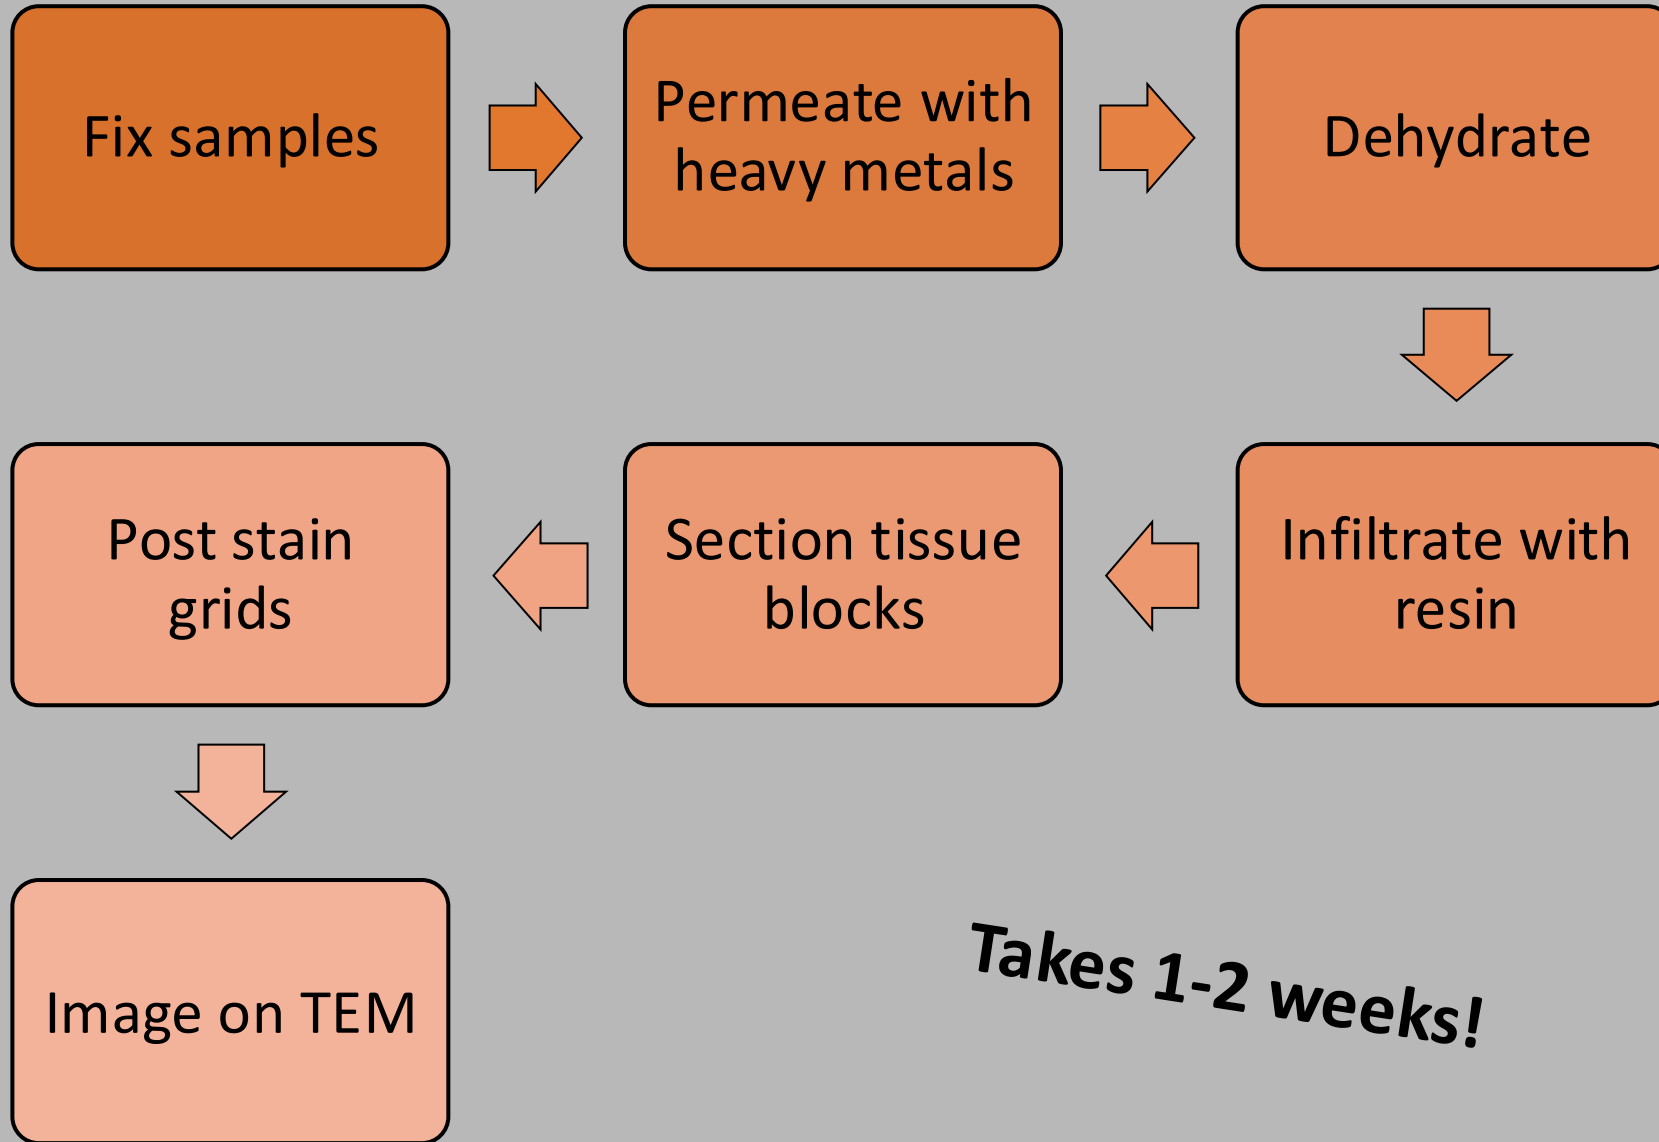 Fix samples
Permeate with
heavy metals
Dehydrate
Infiltrate with
resin
Section tissue
blocks
Post stain
grids
Image on TEM
Takes 1-2 weeks!